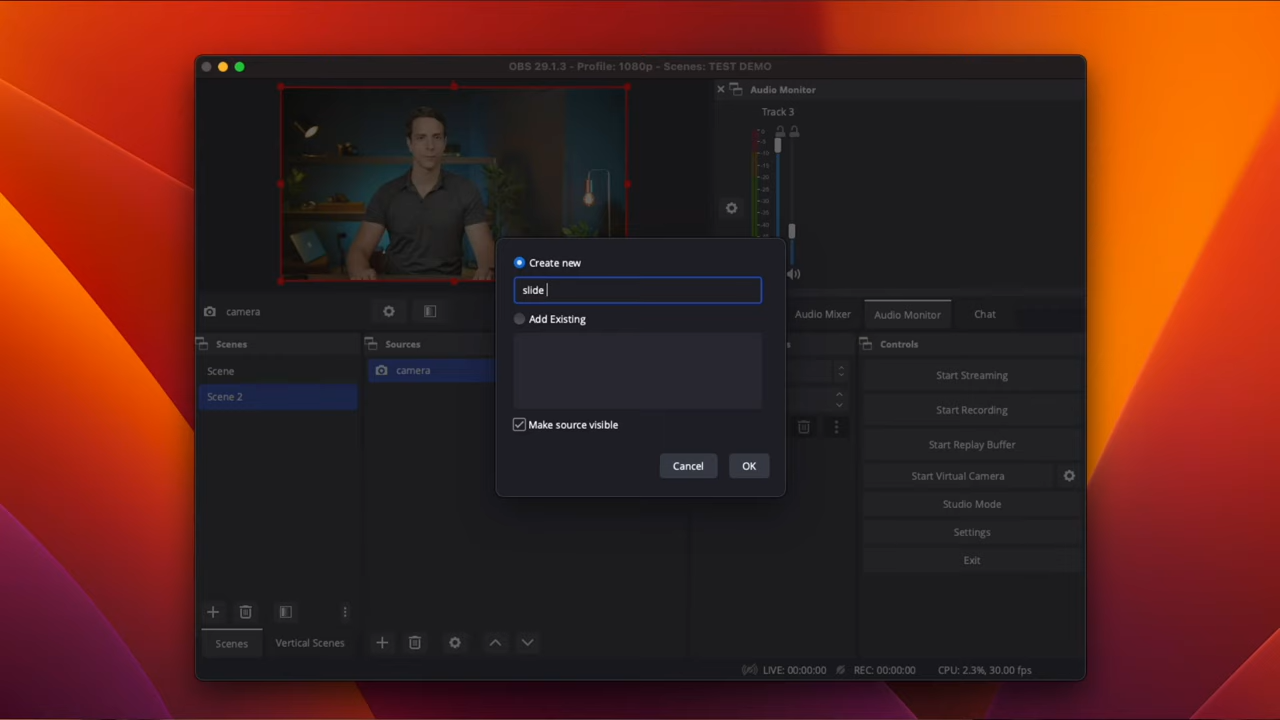 OBS 29.1.3 - Profile: 1080p - Scenes: TEST DEMO
Audio Monitor
Track 3
Create new
slide
Add Existing
Make source visible
Cancel
OK
camera
Audio Mixer
Audio Monitor
Chat
Scenes
Sources
Controls
Scene
Scene 2
camera
Start Streaming
Start Recording
Start Replay Buffer
Start Virtual Camera
Studio Mode
Settings
Exit
Scenes
Vertical Scenes
LIVE: 00:00:00
REC: 00:00:00
CPU: 2.3%, 30.00 fps